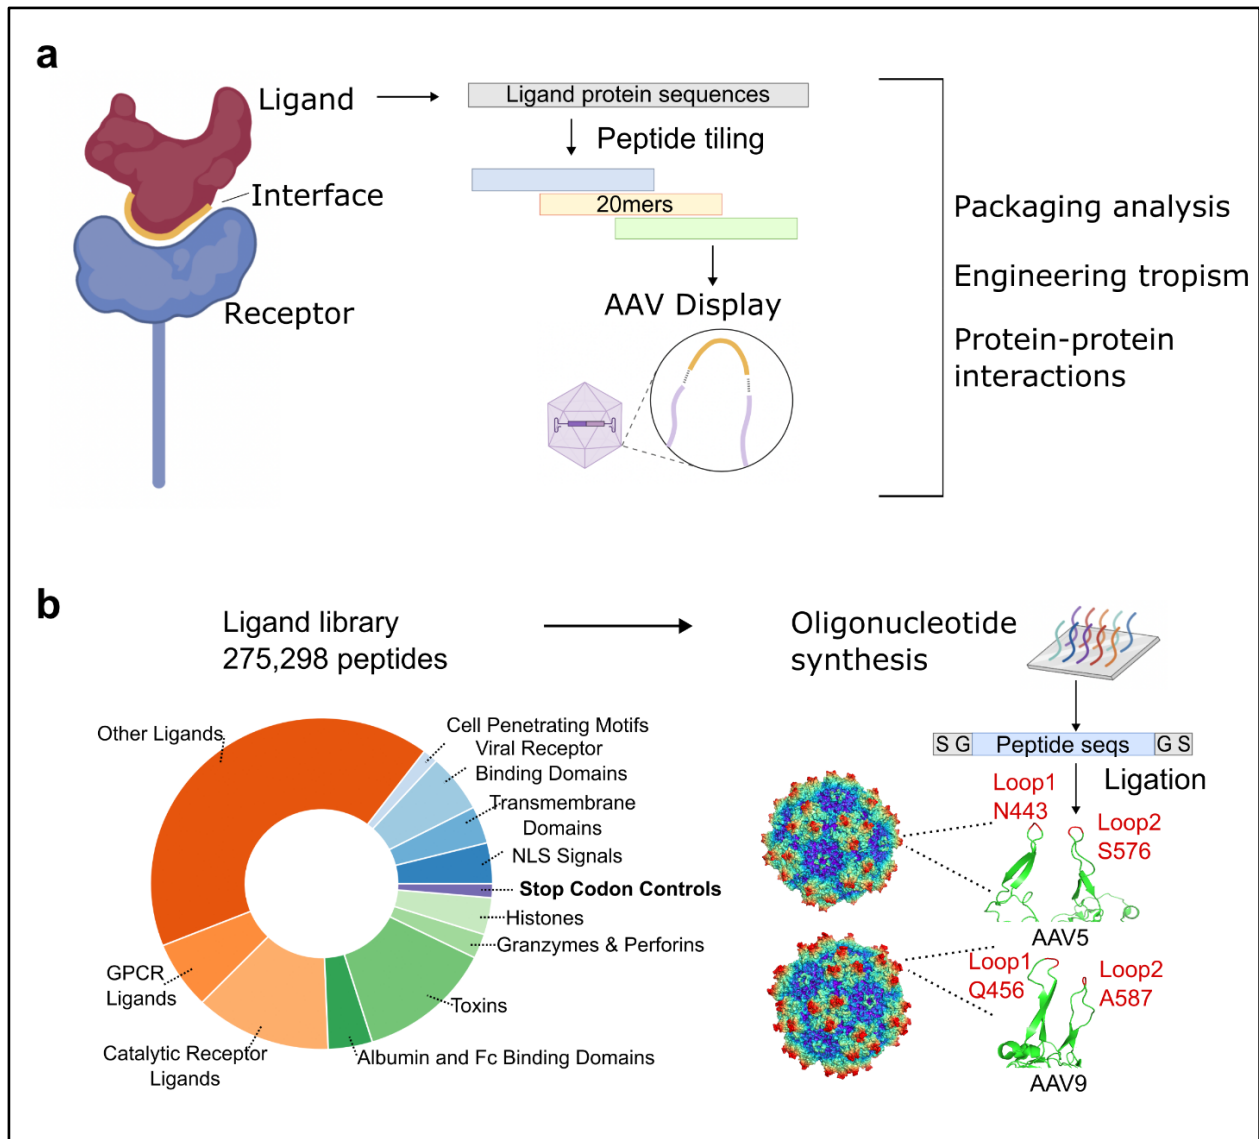 a
Ligand
Interface
Receptor
Ligand protein sequences
Peptide tiling
20mers
AAV Display
Packaging analysis
Engineering tropism
Protein-protein
interactions
b
Ligand library
275,298 peptides
Other Ligands
Cell Penetrating Motifs
Viral Receptor
Binding Domains
Transmembrane
Domains
NLS Signals
Stop Codon Controls
Histones
Granzymes & Perforins
Toxins
Albumin and Fc Binding Domains
Catalytic Receptor
Ligands
GPCR
Ligands
Oligonucleotide
synthesis
S G Peptide seqs G S
Ligation
Loop1
N443
Loop2
S576
AAV5
Loop1
Q456
Loop2
A587
AAV9